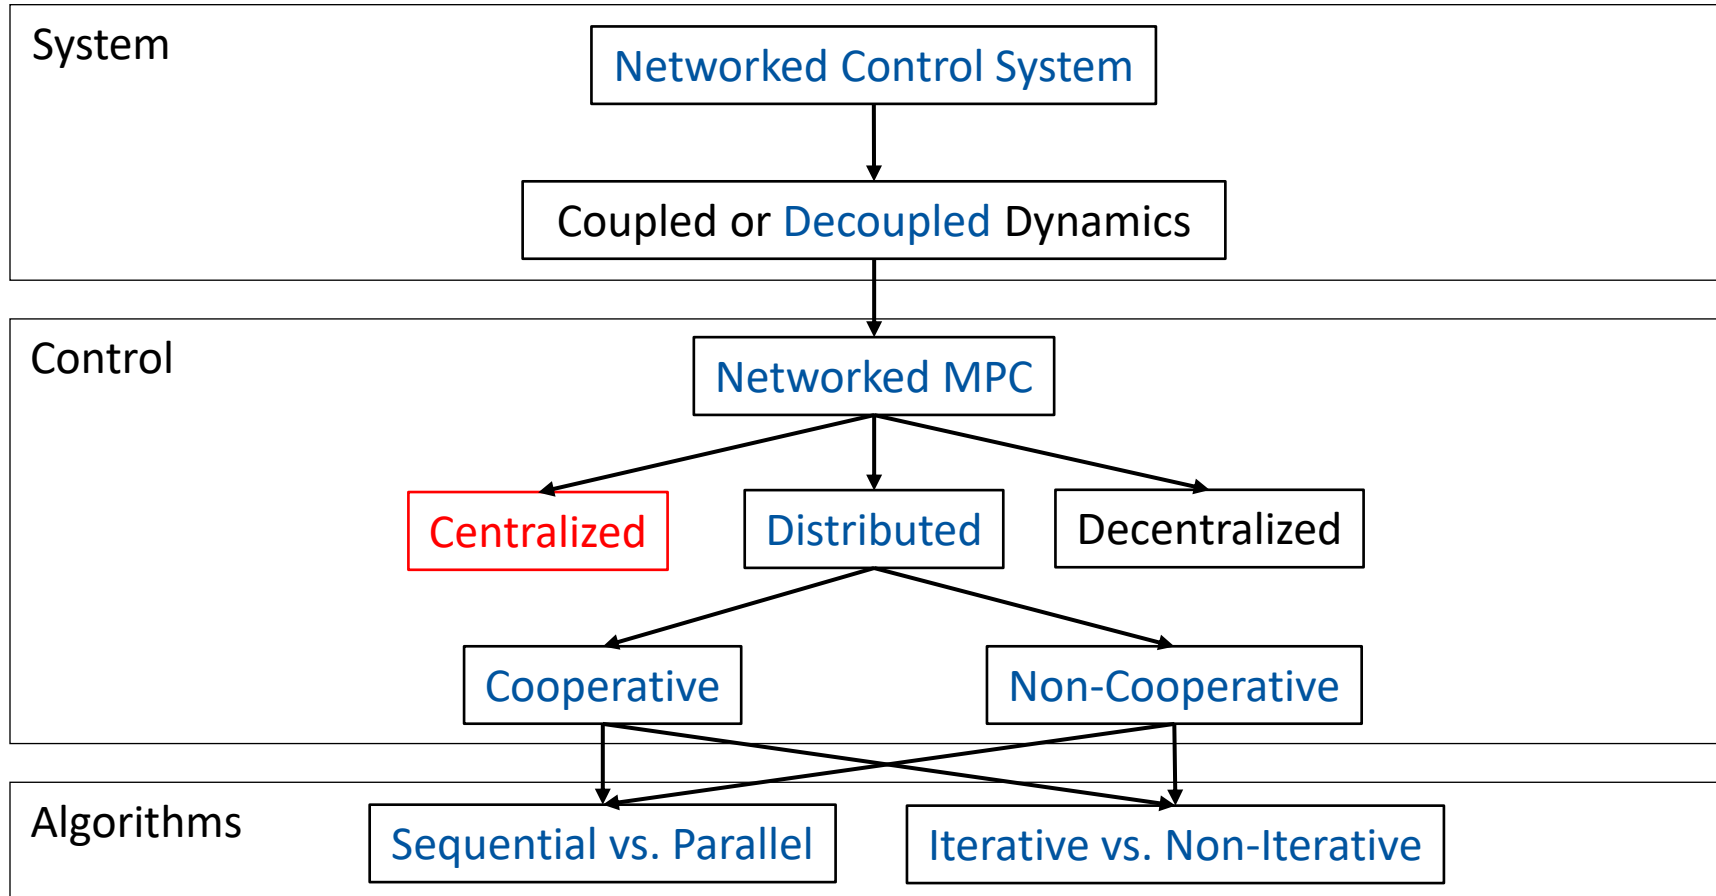 System
Networked Control System
Coupled or Decoupled Dynamics
Control
Networked MPC
Centralized
Distributed
Decentralized
Cooperative
Non-Cooperative
Algorithms
Sequential vs. Parallel
Iterative vs. Non-Iterative